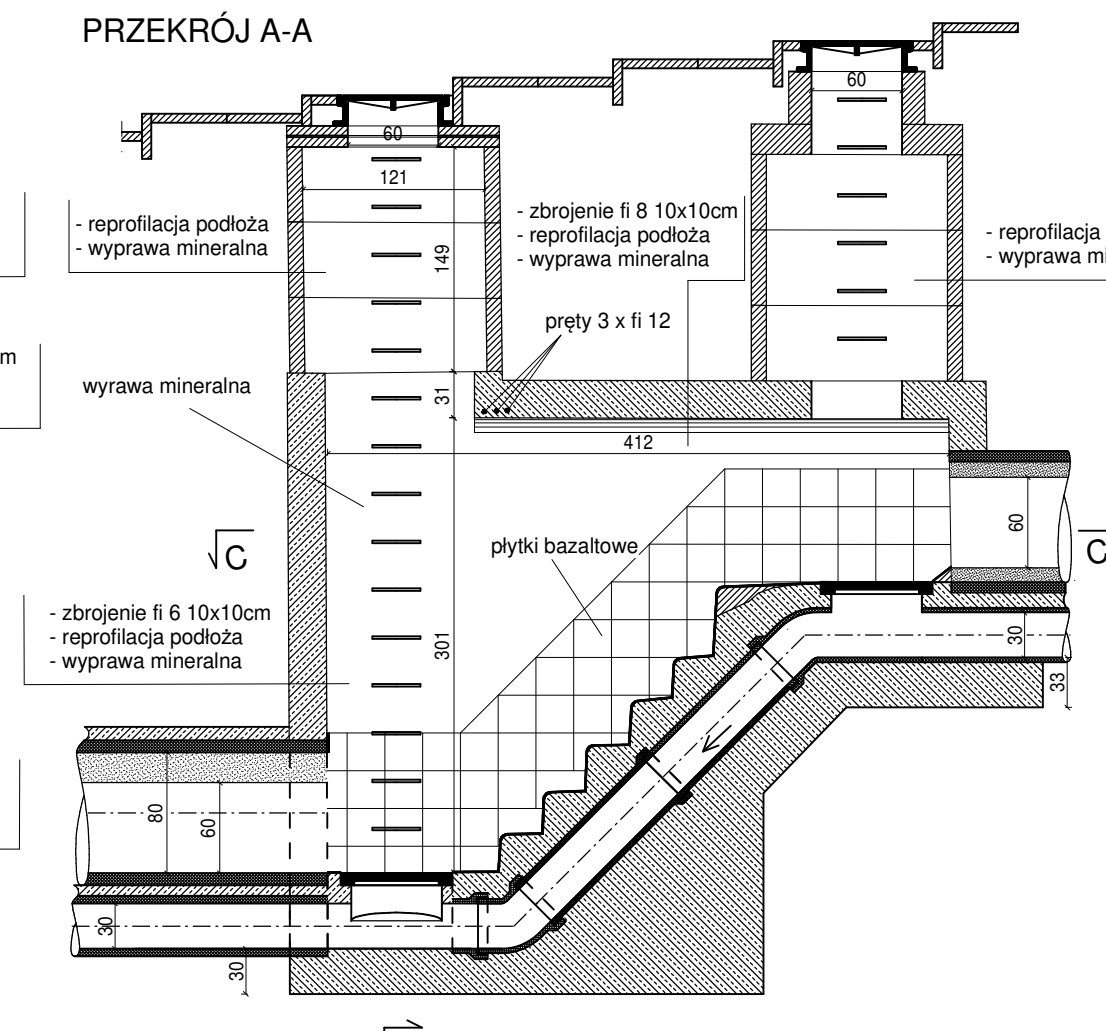 PRZEKRÓJ A-A
60
60
121
- reprofilacja podłoża
- wyprawa mineralna
149
- zbrojenie fi 8 10x10cm
- reprofilacja podłoża
- wyprawa mineralna
- reprofilacja
- wyprawa mi
pręty 3 x fi 12
m
wyrawa mineralna
31
412
60
C
płytki bazaltowe
C
- zbrojenie fi 6 10x10cm
- reprofilacja podłoża
- wyprawa mineralna
301
30
33
80
60
30
30